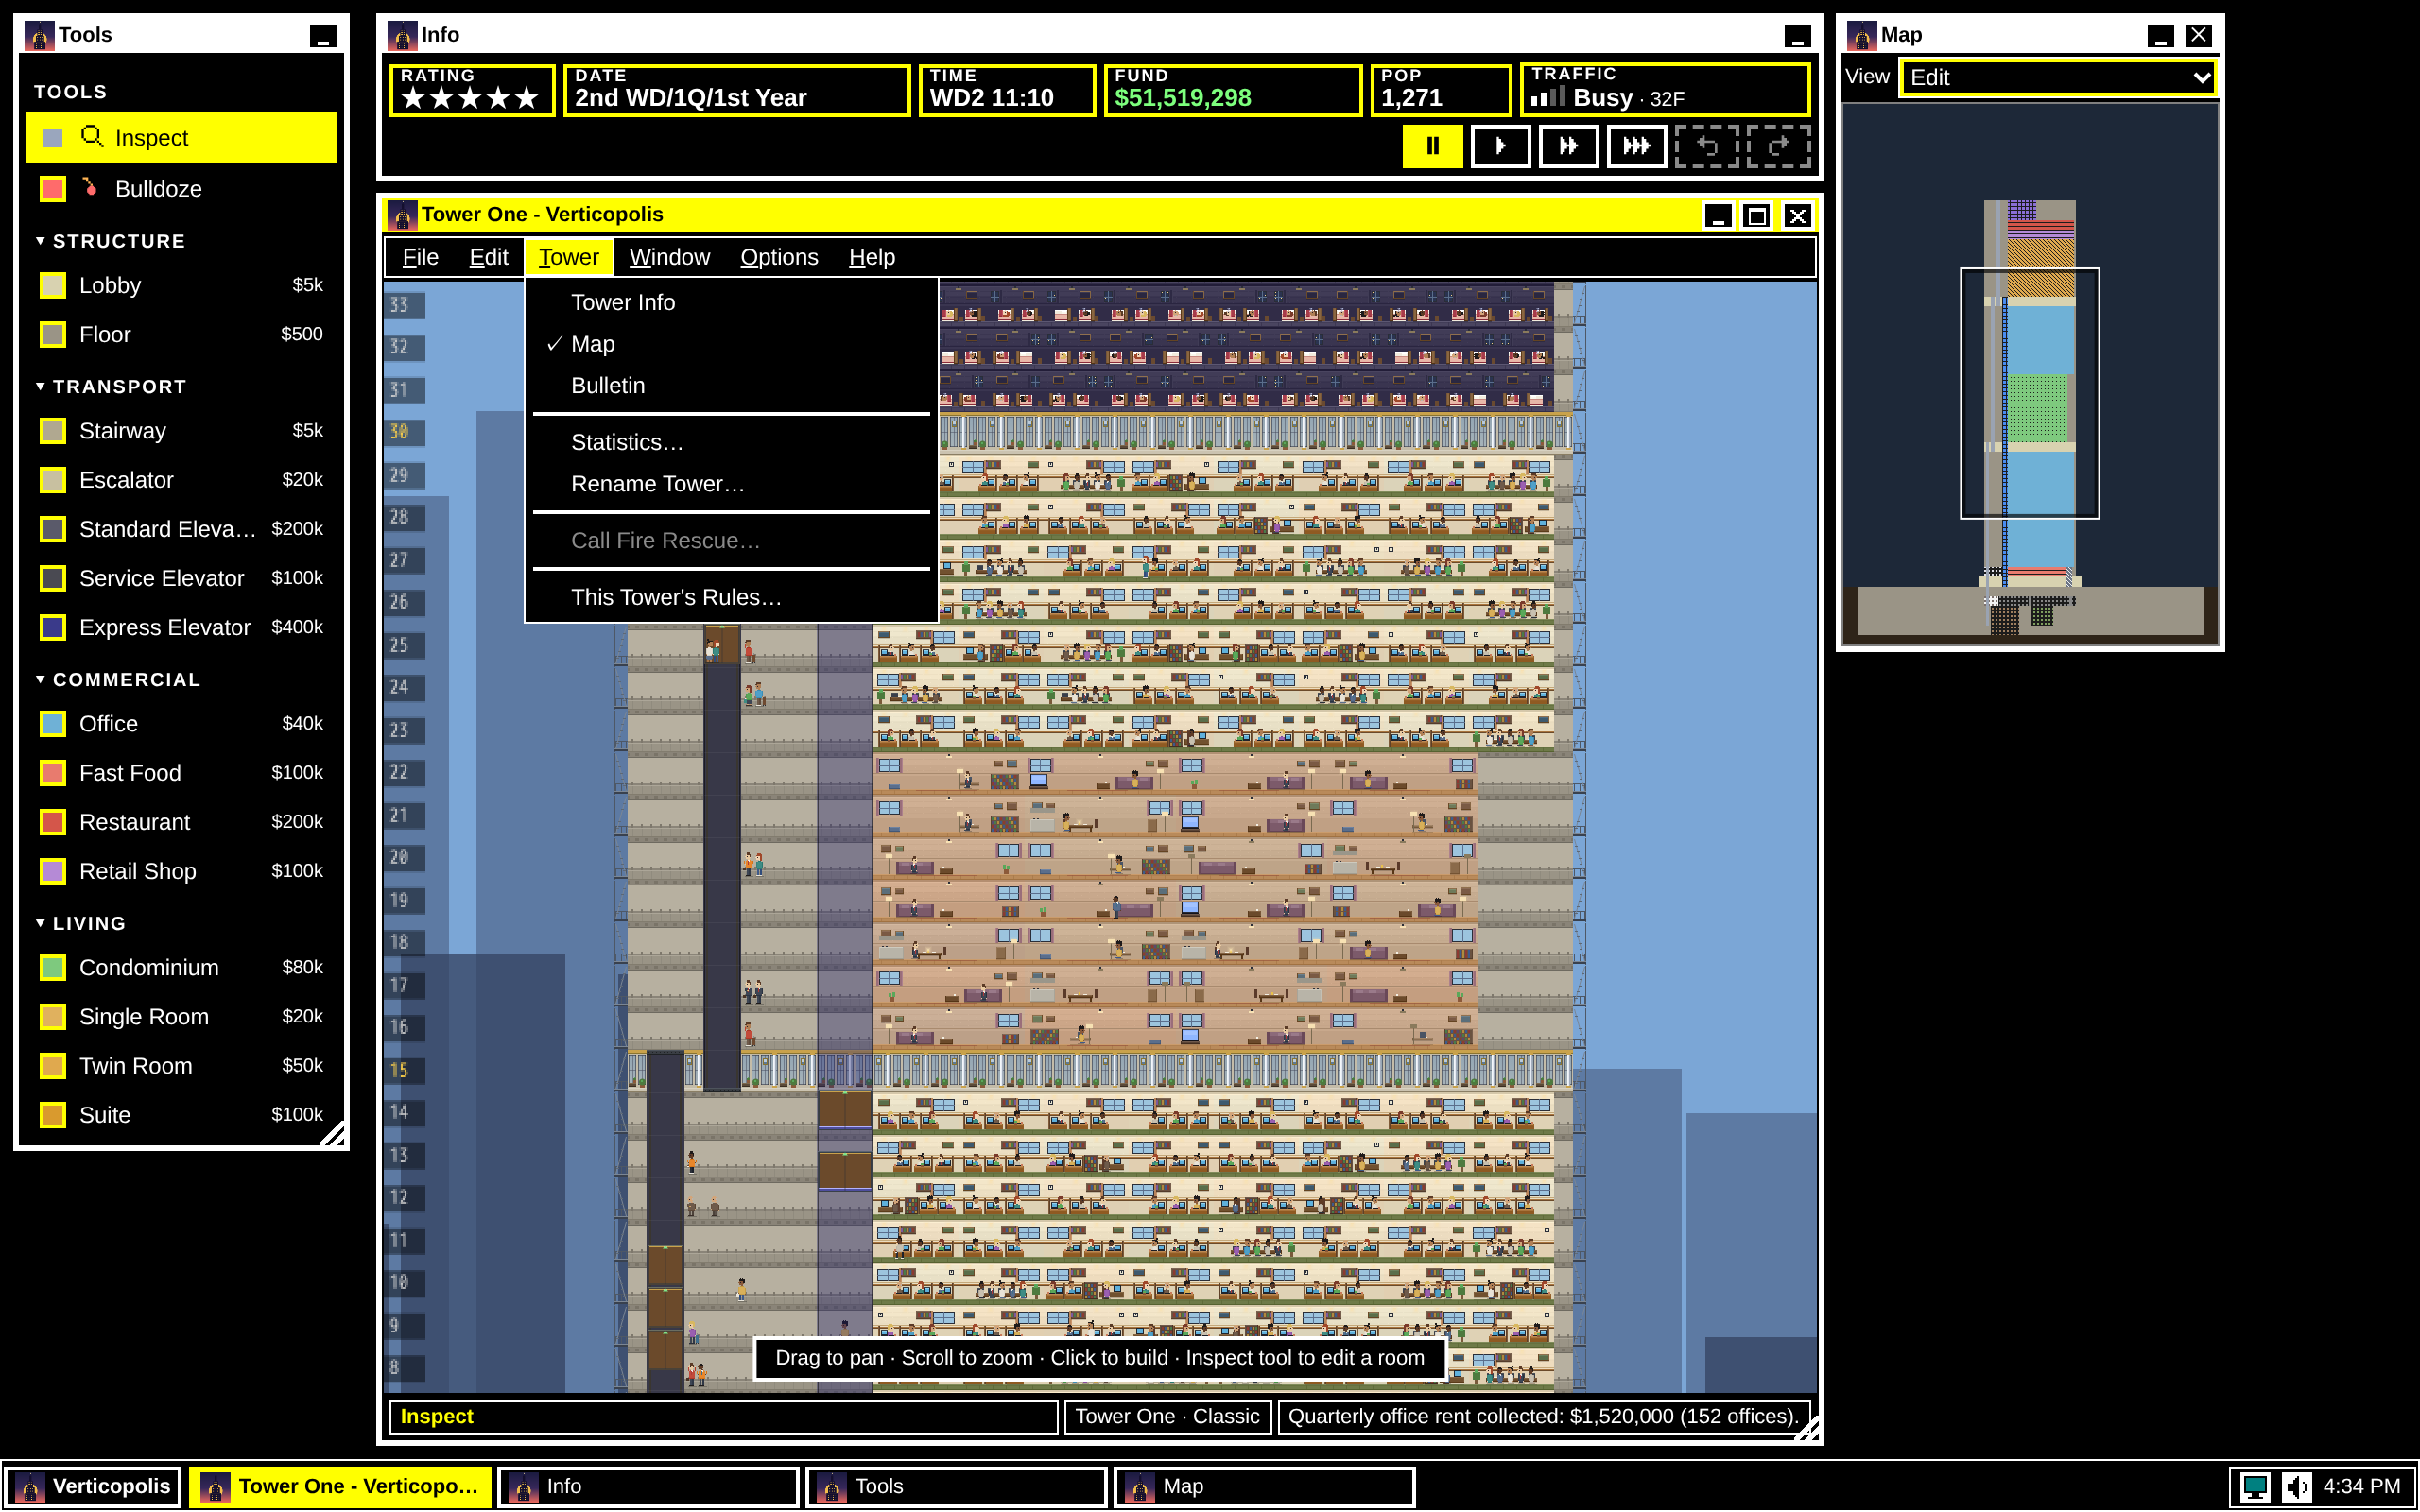 Tools
TOOLS
Inspect
Bulldoze
STRUCTURE
Lobby $5k
Floor $500
TRANSPORT
Stairway $5k
Escalator $20k
Standard Eleva… $200k
Service Elevator $100k
Express Elevator $400k
COMMERCIAL
Office $40k
Fast Food $100k
Restaurant $200k
Retail Shop $100k
LIVING
Condominium $80k
Single Room $20k
Twin Room $50k
Suite $100k
Info
RATING
★★★★★
DATE
2nd WD/1Q/1st Year
TIME
WD2 11:10
FUND
$51,519,298
POP
1,271
TRAFFIC
Busy · 32F
Tower One - Verticopolis
File Edit Tower Window Options Help
Tower Info
✓ Map
Bulletin
Statistics…
Rename Tower…
Call Fire Rescue…
This Tower's Rules…
33
32
31
30
29
28
27
26
25
24
23
22
21
20
19
18
17
16
15
14
13
12
11
10
9
8
Drag to pan · Scroll to zoom · Click to build · Inspect tool to edit a room
Inspect
Tower One · Classic
Quarterly office rent collected: $1,520,000 (152 offices).
Map
View Edit
Verticopolis
Tower One - Verticopo…
Info
Tools
Map
4:34 PM